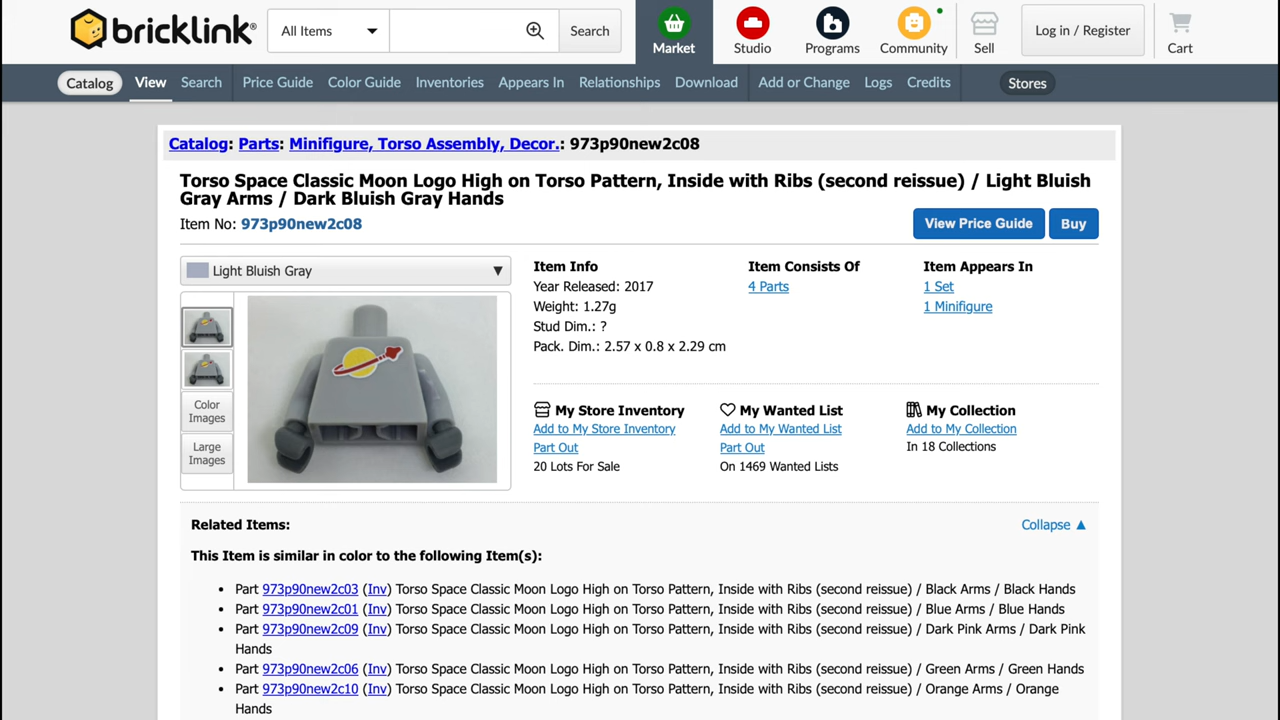 bricklink®
All Items
Search
Market
Studio
Programs
Community
Sell
Log in / Register
Cart
Catalog View Search Price Guide Color Guide Inventories Appears In Relationships Download Add or Change Logs Credits Stores
Catalog: Parts: Minifigure, Torso Assembly, Decor.: 973p90new2c08
Torso Space Classic Moon Logo High on Torso Pattern, Inside with Ribs (second reissue) / Light Bluish
Gray Arms / Dark Bluish Gray Hands
Item No: 973p90new2c08
View Price Guide
Buy
Light Bluish Gray
Color
Images
Large
Images
Item Info
Year Released: 2017
Weight: 1.27g
Stud Dim.: ?
Pack. Dim.: 2.57 x 0.8 x 2.29 cm
Item Consists Of
4 Parts
Item Appears In
1 Set
1 Minifigure
My Store Inventory
Add to My Store Inventory
Part Out
20 Lots For Sale
My Wanted List
Add to My Wanted List
Part Out
On 1469 Wanted Lists
My Collection
Add to My Collection
In 18 Collections
Related Items:
Collapse ▲
This Item is similar in color to the following Item(s):
• Part 973p90new2c03 (Inv) Torso Space Classic Moon Logo High on Torso Pattern, Inside with Ribs (second reissue) / Black Arms / Black Hands
• Part 973p90new2c01 (Inv) Torso Space Classic Moon Logo High on Torso Pattern, Inside with Ribs (second reissue) / Blue Arms / Blue Hands
• Part 973p90new2c09 (Inv) Torso Space Classic Moon Logo High on Torso Pattern, Inside with Ribs (second reissue) / Dark Pink Arms / Dark Pink
Hands
• Part 973p90new2c06 (Inv) Torso Space Classic Moon Logo High on Torso Pattern, Inside with Ribs (second reissue) / Green Arms / Green Hands
• Part 973p90new2c10 (Inv) Torso Space Classic Moon Logo High on Torso Pattern, Inside with Ribs (second reissue) / Orange Arms / Orange
Hands